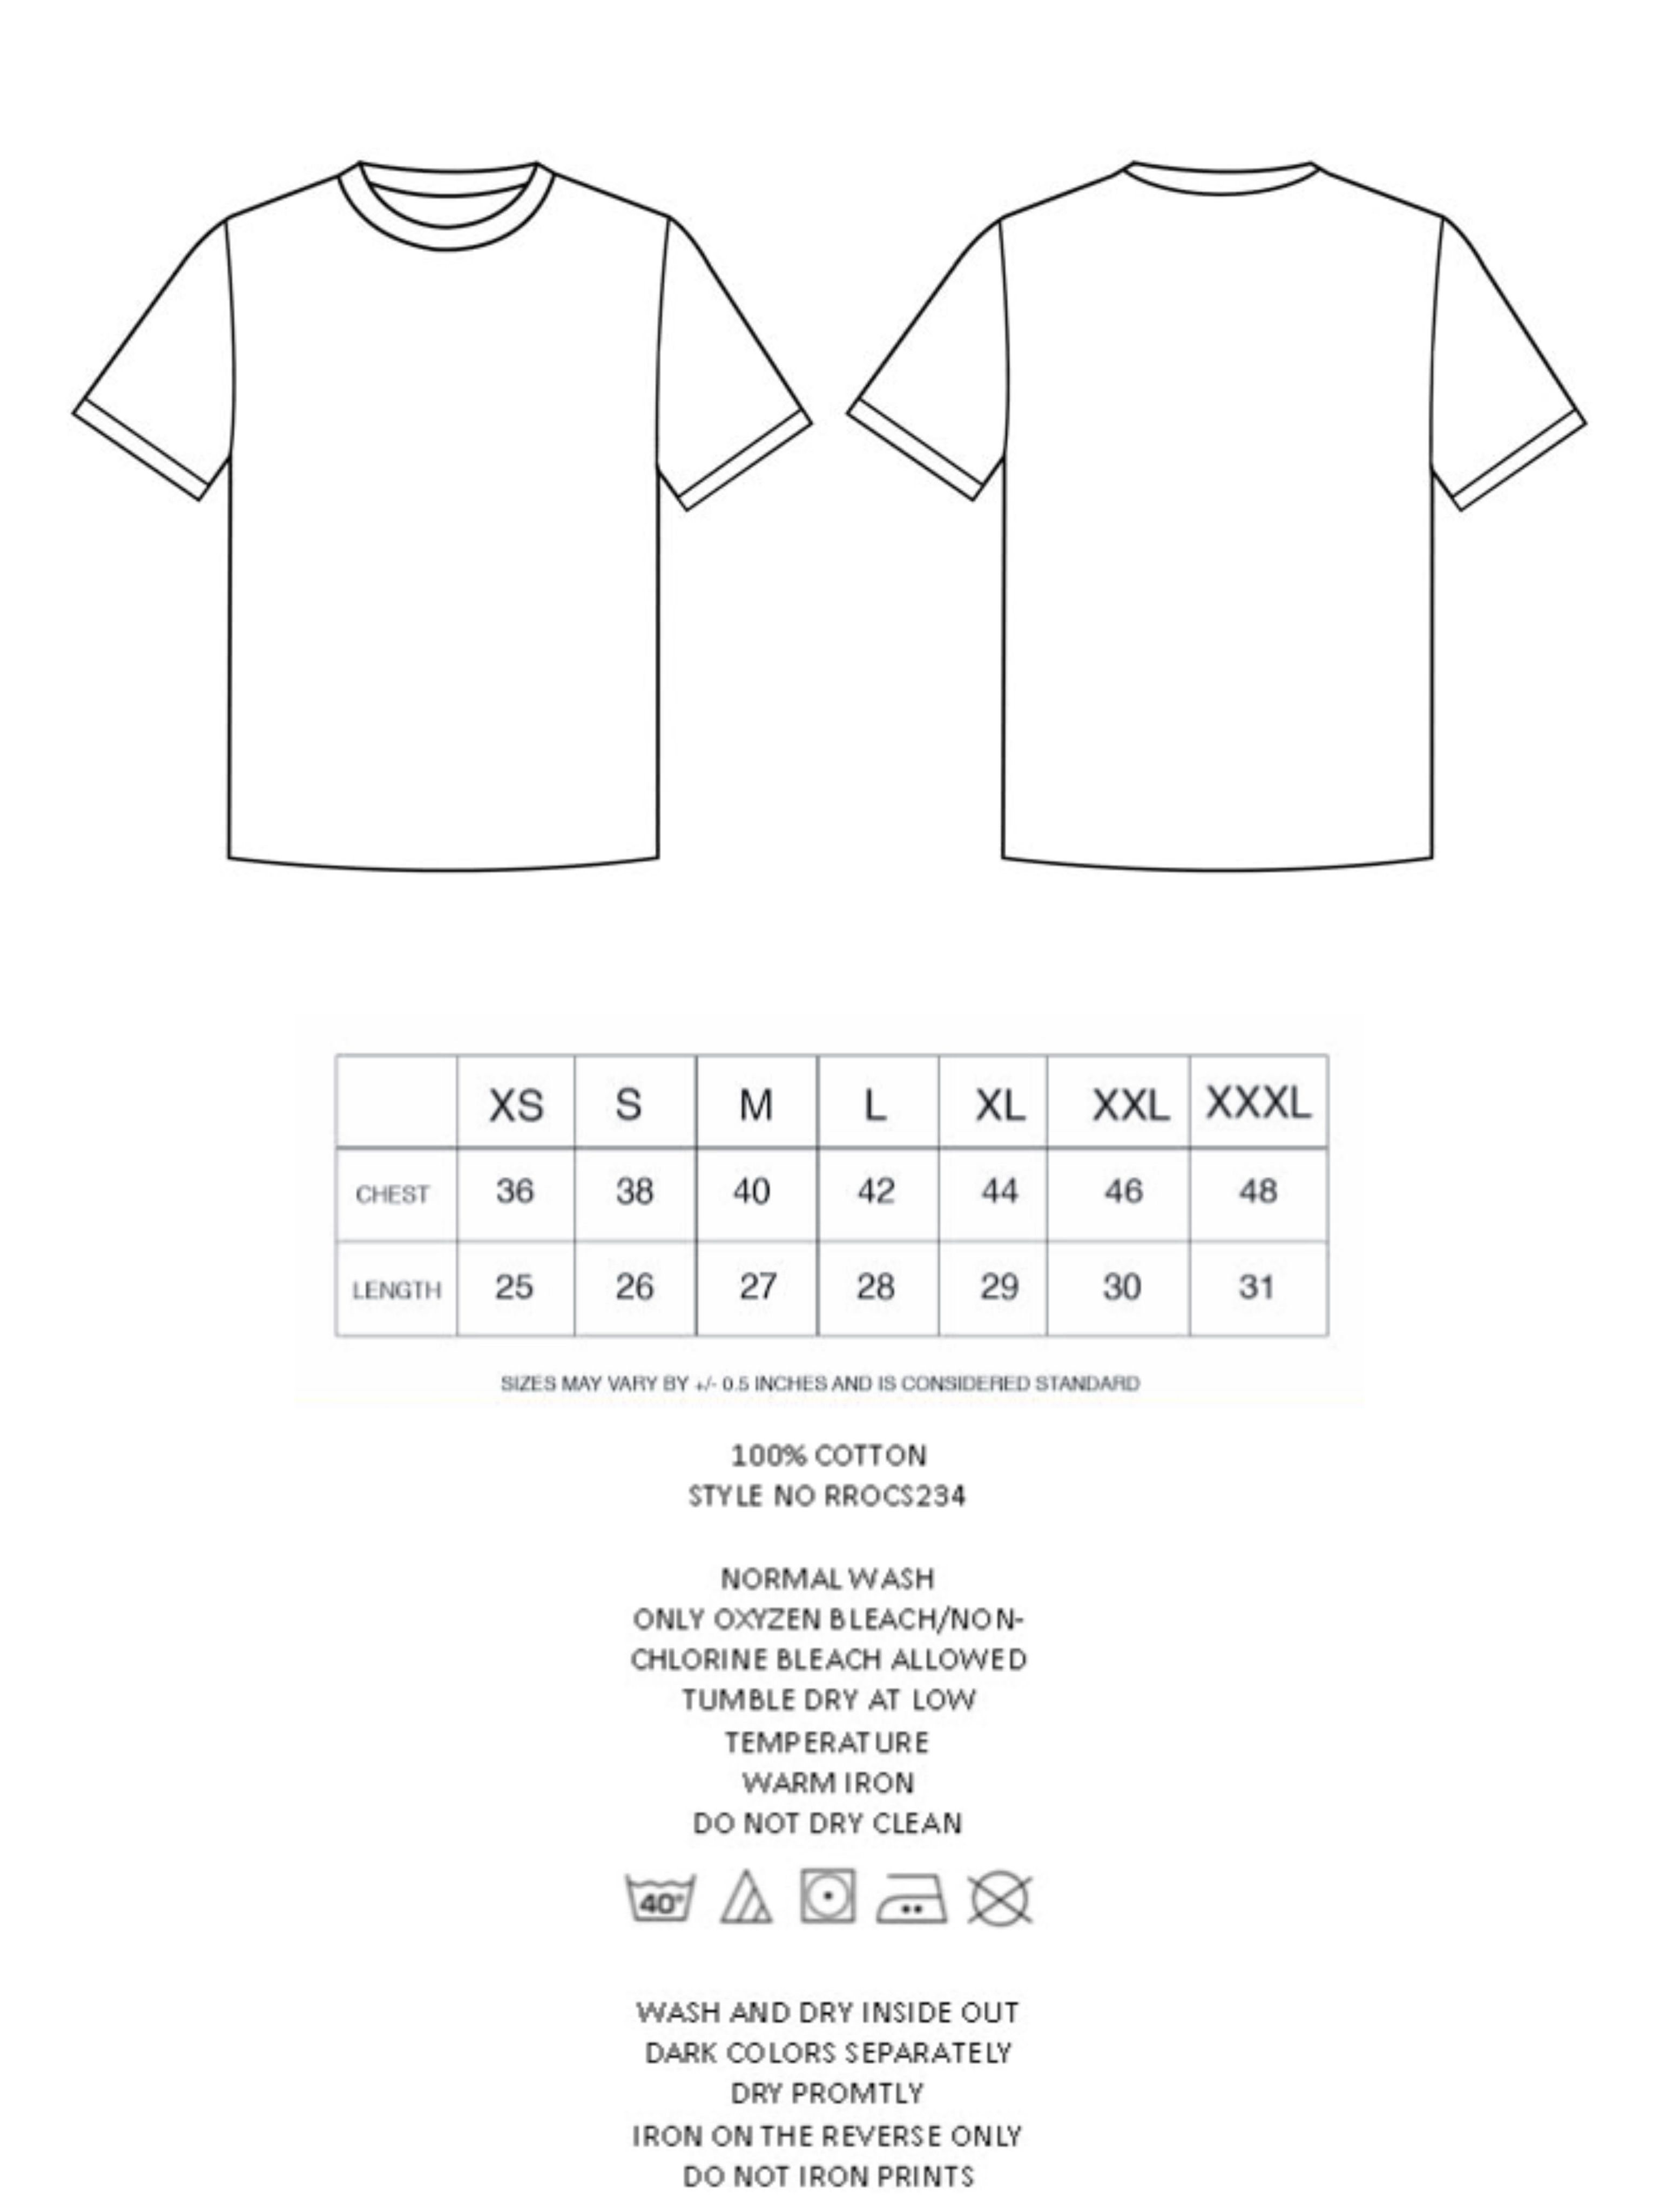 XS S M L XL XXL XXXL
CHEST 36 38 40 42 44 46 48
LENGTH 25 26 27 28 29 30 31
SIZES MAY VARY BY +/- 0.5 INCHES AND IS CONSIDERED STANDARD
100% COTTON
STYLE NO RROCS234
NORMAL WASH
ONLY OXYZEN BLEACH/NON-
CHLORINE BLEACH ALLOWED
TUMBLE DRY AT LOW
TEMPERATURE
WARM IRON
DO NOT DRY CLEAN
40°
WASH AND DRY INSIDE OUT
DARK COLORS SEPARATELY
DRY PROMTLY
IRON ON THE REVERSE ONLY
DO NOT IRON PRINTS